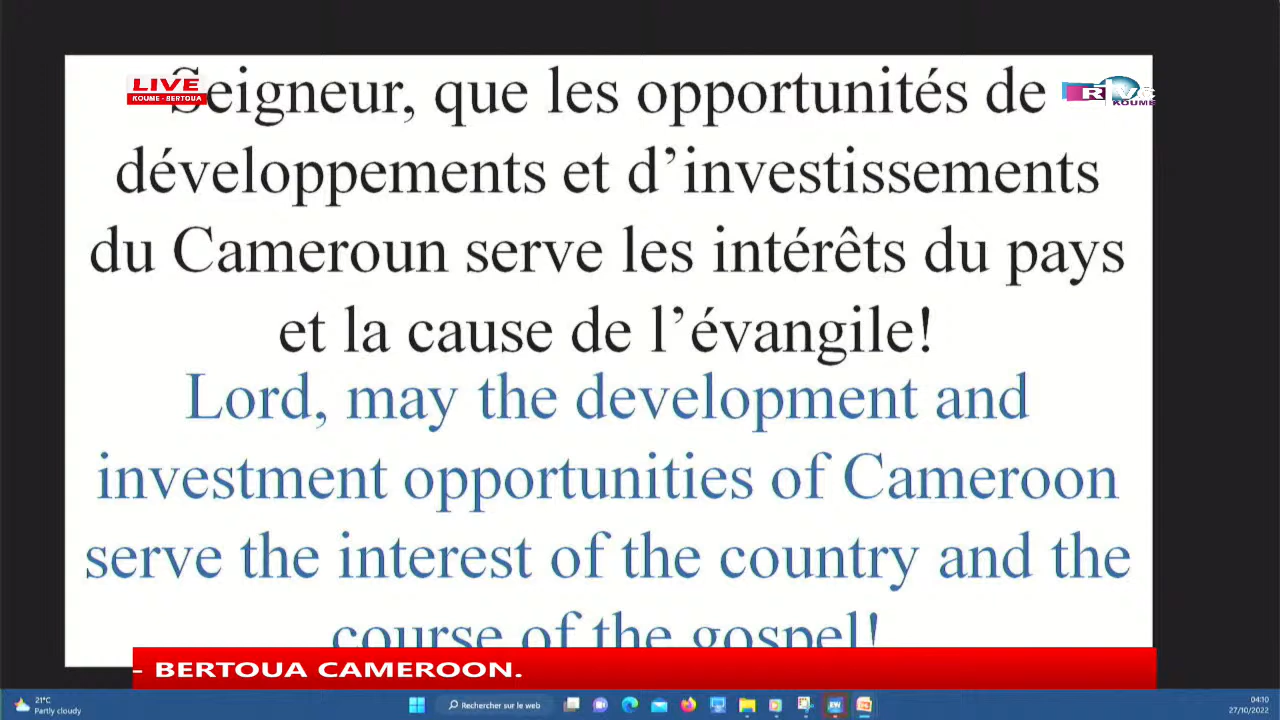 LIVE
KOUME - BERTOUA
Seigneur, que les opportunités de
développements et d’investissements
du Cameroun serve les intérêts du pays
et la cause de l’évangile!
Lord, may the development and
investment opportunities of Cameroon
serve the interest of the country and the
course of the gospel!
- BERTOUA CAMEROON.
21°C
Partly cloudy
Rechercher sur le web
04:10
27/10/2022
KOUME